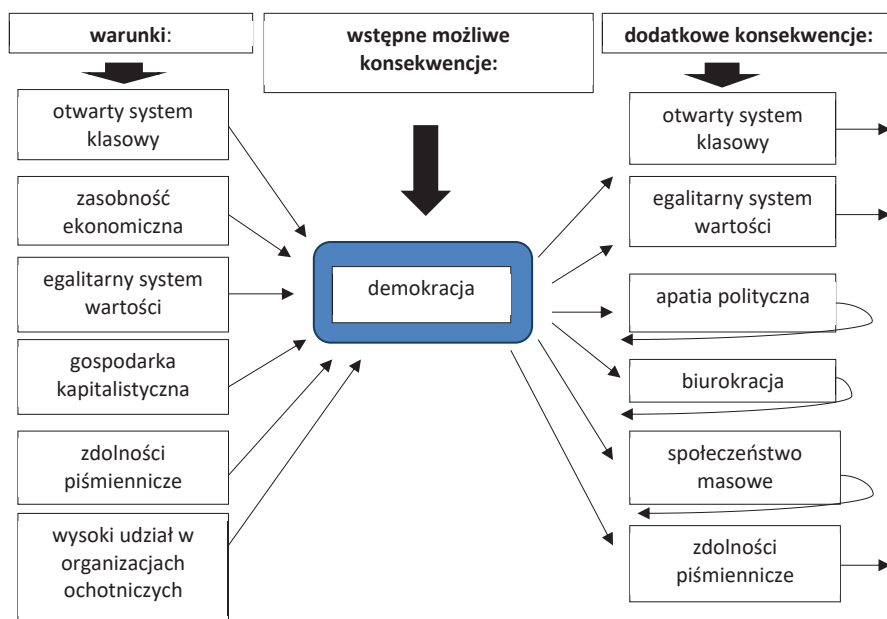 warunki:
otwarty system
klasowy
zasobność
ekonomiczna
egalitarny system
wartości
gospodarka
kapitalistyczna
zdolności
piśmiennicze
wysoki udział w
organizacjach
ochotniczych
wstępne możliwe
konsekwencje:
demokracja
dodatkowe konsekwencje:
otwarty system
klasowy
egalitarny system
wartości
apatia polityczna
biurokracja
społeczeństwo
masowe
zdolności
piśmiennicze